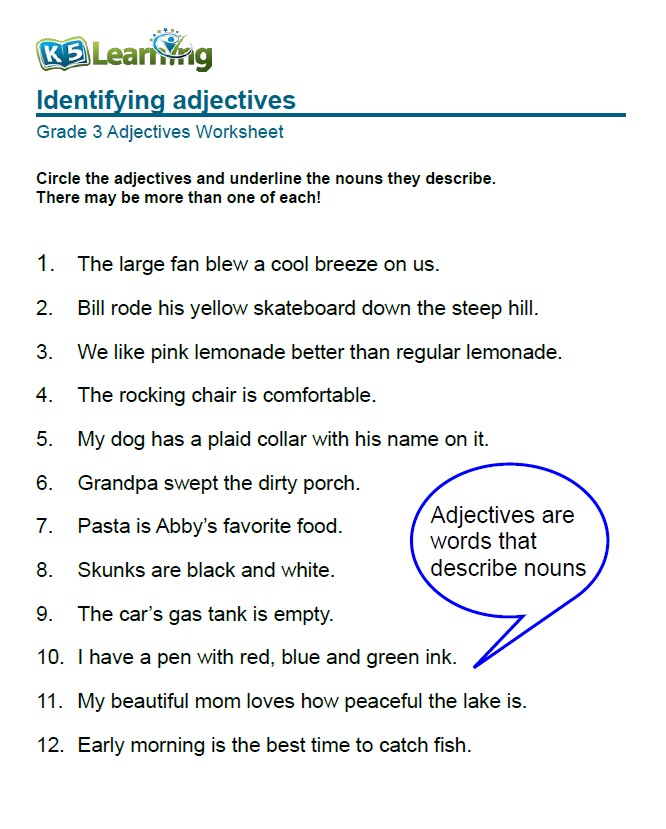 K5 Learning
Identifying adjectives
Grade 3 Adjectives Worksheet
Circle the adjectives and underline the nouns they describe.
There may be more than one of each!
1. The large fan blew a cool breeze on us.
2. Bill rode his yellow skateboard down the steep hill.
3. We like pink lemonade better than regular lemonade.
4. The rocking chair is comfortable.
5. My dog has a plaid collar with his name on it.
6. Grandpa swept the dirty porch.
7. Pasta is Abby’s favorite food.
8. Skunks are black and white.
9. The car’s gas tank is empty.
10. I have a pen with red, blue and green ink.
11. My beautiful mom loves how peaceful the lake is.
12. Early morning is the best time to catch fish.
Adjectives are
words that
describe nouns